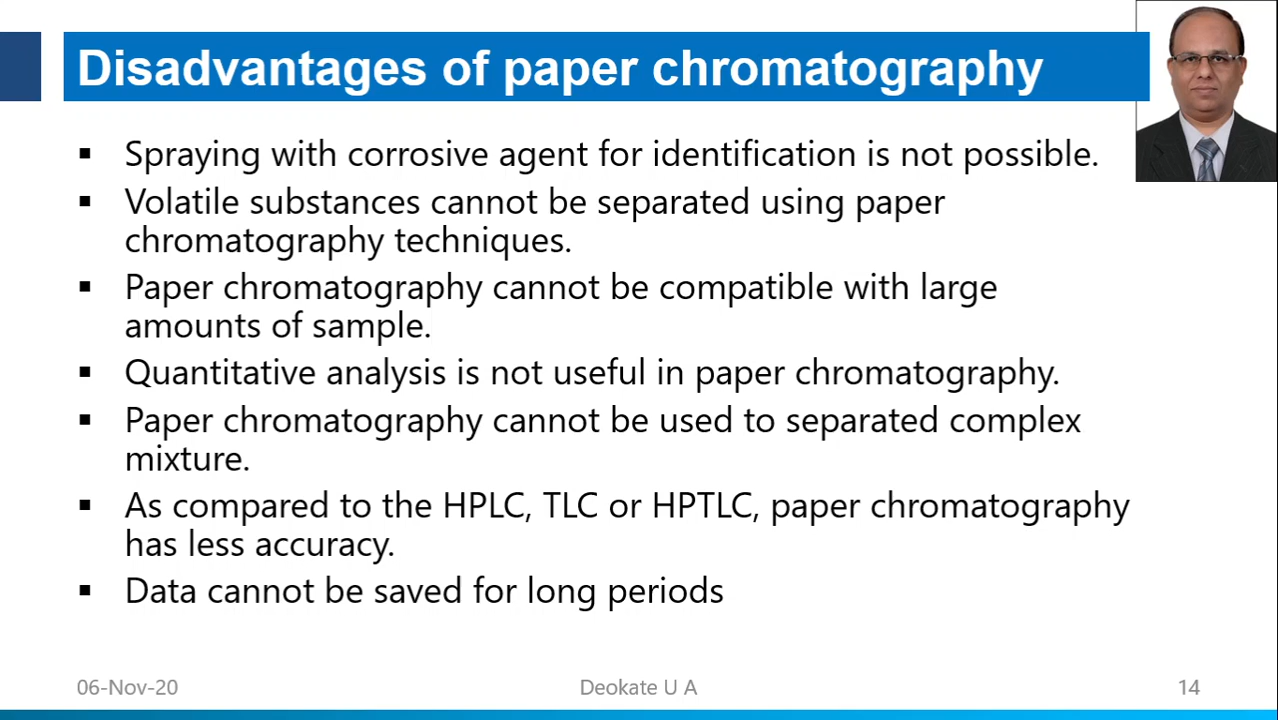 Disadvantages of paper chromatography
▪ Spraying with corrosive agent for identification is not possible.
▪ Volatile substances cannot be separated using paper
chromatography techniques.
▪ Paper chromatography cannot be compatible with large
amounts of sample.
▪ Quantitative analysis is not useful in paper chromatography.
▪ Paper chromatography cannot be used to separated complex
mixture.
▪ As compared to the HPLC, TLC or HPTLC, paper chromatography
has less accuracy.
▪ Data cannot be saved for long periods
06-Nov-20 Deokate U A 14